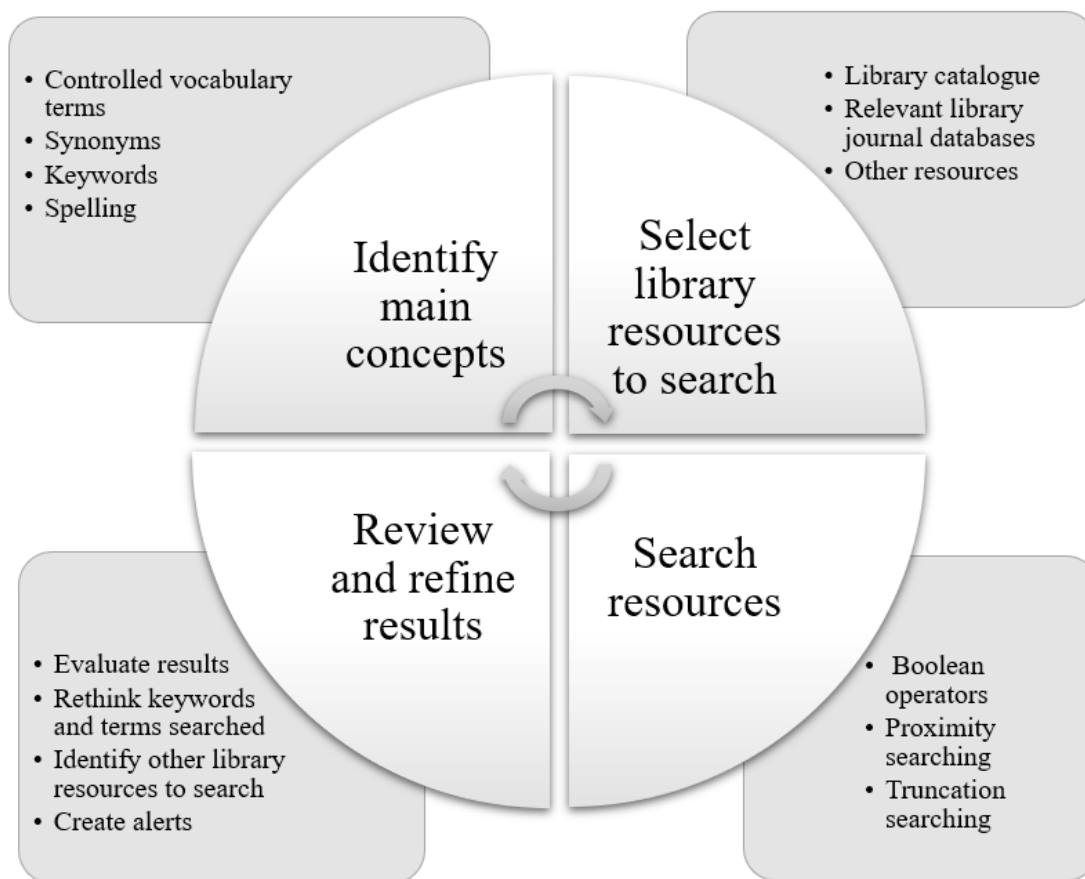 • Controlled vocabulary
terms
• Synonyms
• Keywords
• Spelling
Identify
main
concepts
• Library catalogue
• Relevant library
journal databases
• Other resources
Select
library
resources
to search
Review
and refine
results
• Evaluate results
• Rethink keywords
and terms searched
• Identify other library
resources to search
• Create alerts
Search
resources
• Boolean
operators
• Proximity
searching
• Truncation
searching